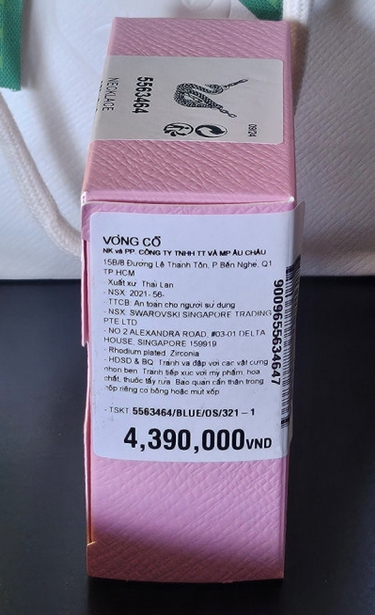 NECKLACE
5563464
09/24
VÒNG CỔ
NK và PP. CÔNG TY TNHH TT VÀ MP ÂU CHÂU
15B/8 Đường Lê Thánh Tôn, P. Bến Nghé, Q1
TP HCM
- Xuất xứ: Thái Lan
- NSX: 2021-56-
- TTCB: An toàn cho người sử dụng
- NSX: SWAROVSKI SINGAPORE TRADING
PTE LTD
- NO 2 ALEXANDRA ROAD, #03-01 DELTA
HOUSE, SINGAPORE 159919
- Rhodium plated, Zirconia
- HDSD & BQ: Tránh va đập với các vật cứng
nhọn bén. Tránh tiếp xúc với mỹ phẩm, hóa
chất, thuốc tẩy rửa. Bảo quản cẩn thận trong
hộp riêng có bông hoặc mút xốp
- TSKT: 5563464/BLUE/OS/321 – 1
4,390,000VND
9009655634647